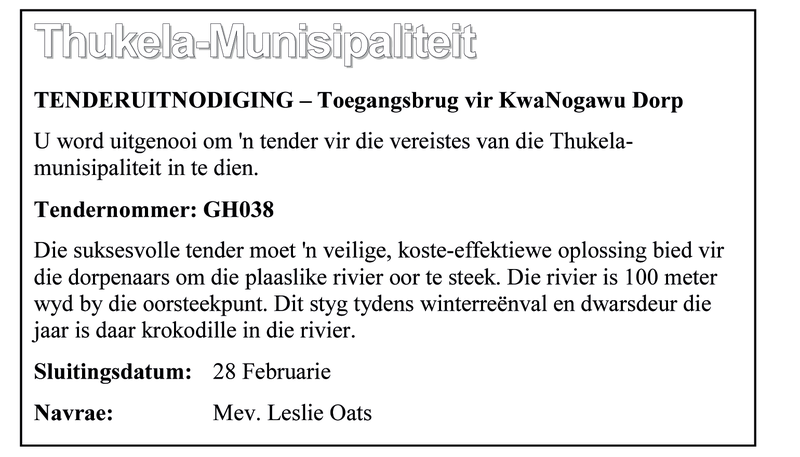 Thukela-Munisipaliteit
TENDERUITNODIGING – Toegangsbrug vir KwaNogawu Dorp
U word uitgenooi om 'n tender vir die vereistes van die Thukela-
munisipaliteit in te dien.
Tendernommer: GH038
Die suksesvolle tender moet 'n veilige, koste-effektiewe oplossing bied vir
die dorpenaars om die plaaslike rivier oor te steek. Die rivier is 100 meter
wyd by die oorsteekpunt. Dit styg tydens winterreënval en dwarsdeur die
jaar is daar krokodille in die rivier.
Sluitingsdatum: 28 Februarie
Navrae: Mev. Leslie Oats